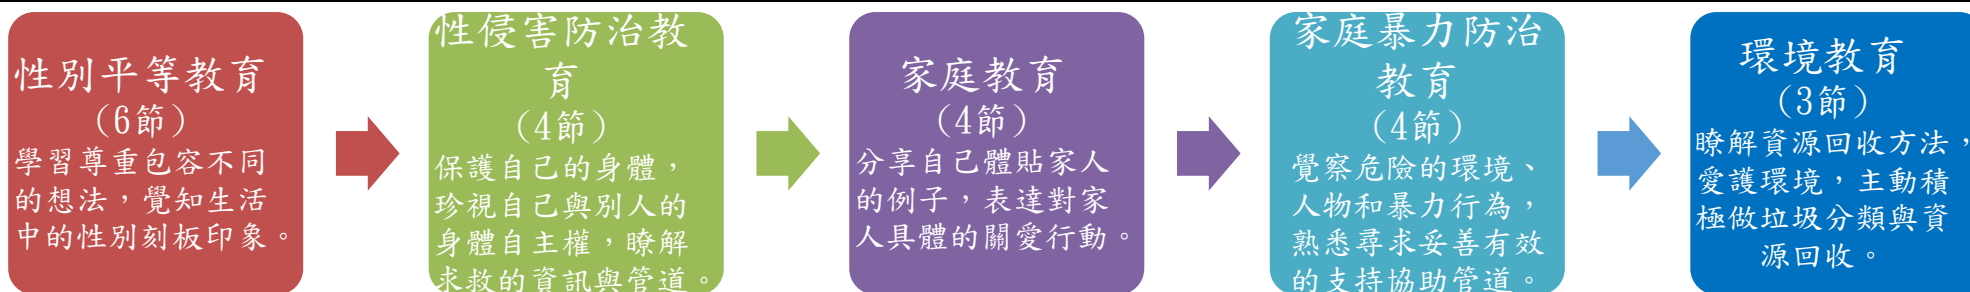 性別平等教育
(6節)
學習尊重包容不同
的想法，覺知生活
中的性別刻板印象。
性侵害防治教
育
(4節)
保護自己的身體，
珍視自己與別人的
身體自主權，瞭解
求救的資訊與管道。
家庭教育
(4節)
分享自己體貼家人
的例子，表達對家
人具體的關愛行動。
家庭暴力防治
教育
(4節)
覺察危險的環境、
人物和暴力行為，
熟悉尋求妥善有效
的支持協助管道。
環境教育
(3節)
瞭解資源回收方法，
愛護環境，主動積
極做垃圾分類與資
源回收。